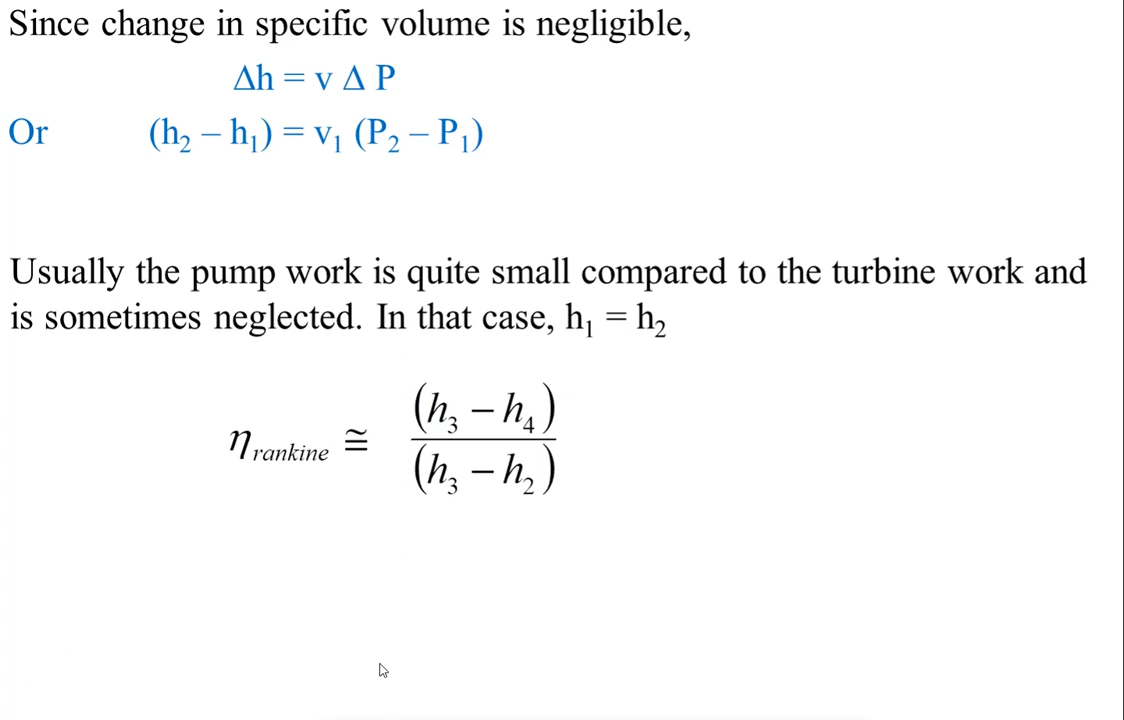 Since change in specific volume is negligible,
Δh = v Δ P
Or (h₂ – h₁) = v₁ (P₂ – P₁)
Usually the pump work is quite small compared to the turbine work and
is sometimes neglected. In that case, h₁ = h₂
η_rankine ≅ (h₃ − h₄) / (h₃ − h₂)